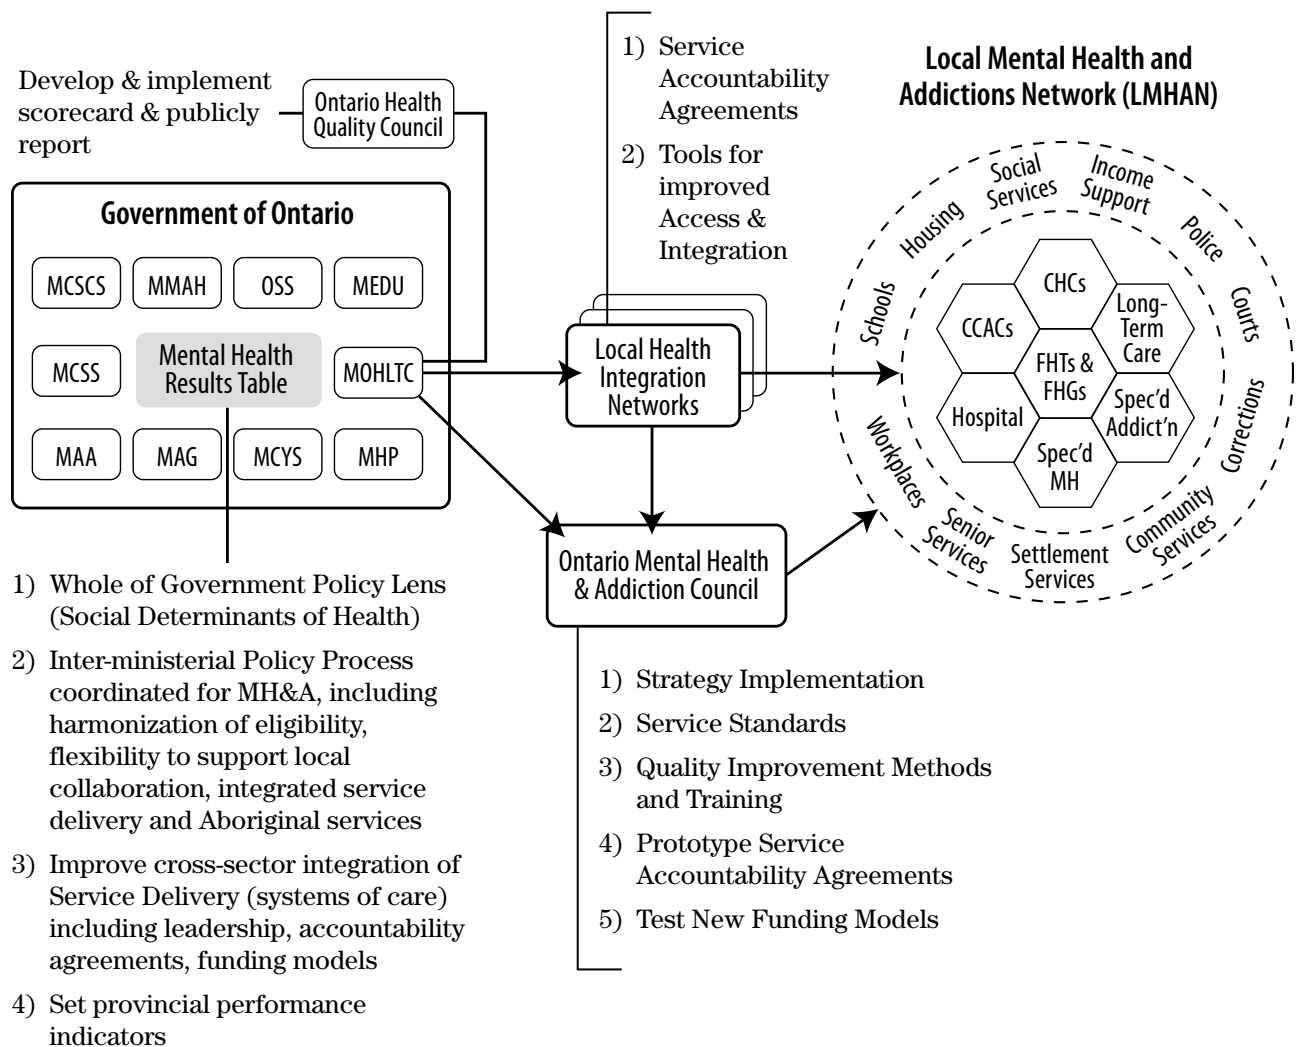 Develop & implement
scorecard & publicly
report
Ontario Health
Quality Council
Government of Ontario
MCSCS
MMAH
OSS
MEDU
MCSS
Mental Health
Results Table
MOHLTC
MAA
MAG
MCYS
MHP
1) Whole of Government Policy Lens
(Social Determinants of Health)
2) Inter-ministerial Policy Process
coordinated for MH&A, including
harmonization of eligibility,
flexibility to support local
collaboration, integrated service
delivery and Aboriginal services
3) Improve cross-sector integration of
Service Delivery (systems of care)
including leadership, accountability
agreements, funding models
4) Set provincial performance
indicators
1) Service
Accountability
Agreements
2) Tools for
improved
Access &
Integration
Local Health
Integration
Networks
Ontario Mental Health
& Addiction Council
1) Strategy Implementation
2) Service Standards
3) Quality Improvement Methods
and Training
4) Prototype Service
Accountability Agreements
5) Test New Funding Models
Local Mental Health and
Addictions Network (LMHAN)
Schools
Housing
Social
Services
Income
Support
Police
Courts
Corrections
Community
Services
Settlement
Services
Senior
Services
Workplaces
CHCs
CCACs
Long-
Term
Care
FHTs &
FHGs
Hospital
Spec'd
Addict'n
Spec'd
MH